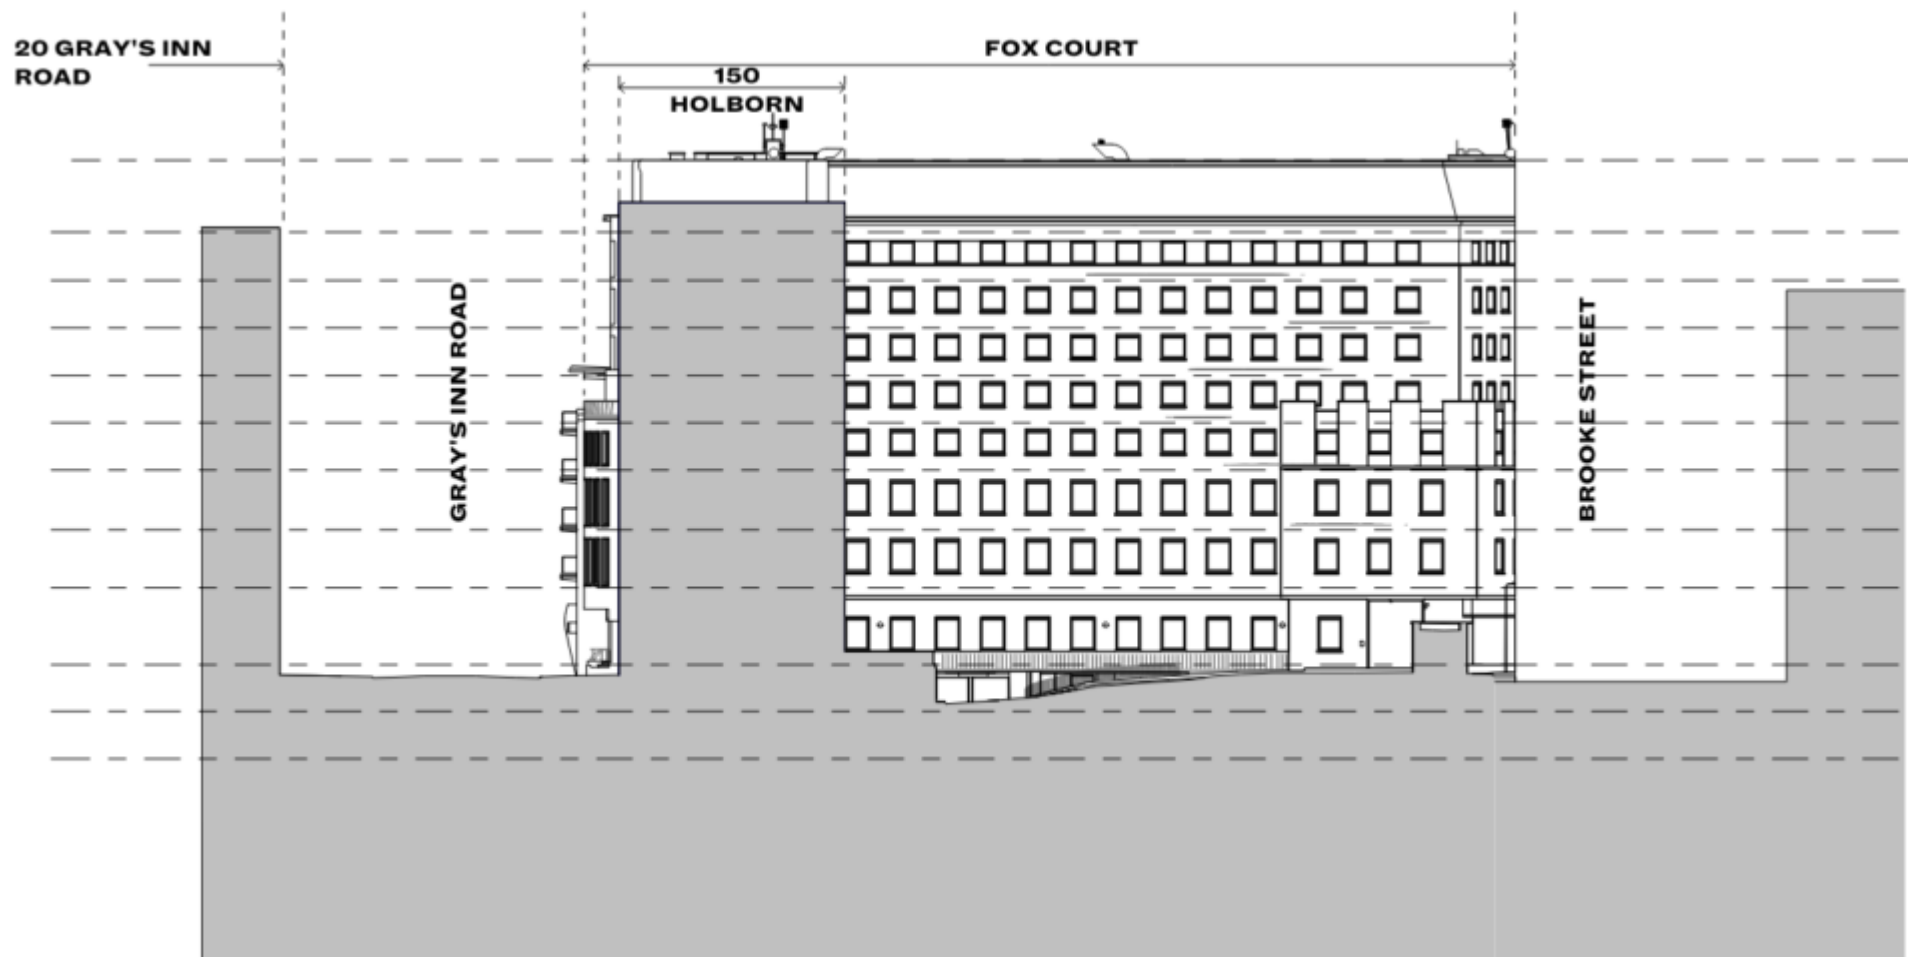 20 GRAY'S INN
ROAD
FOX COURT
150
HOLBORN
GRAY'S INN ROAD
BROOKE STREET